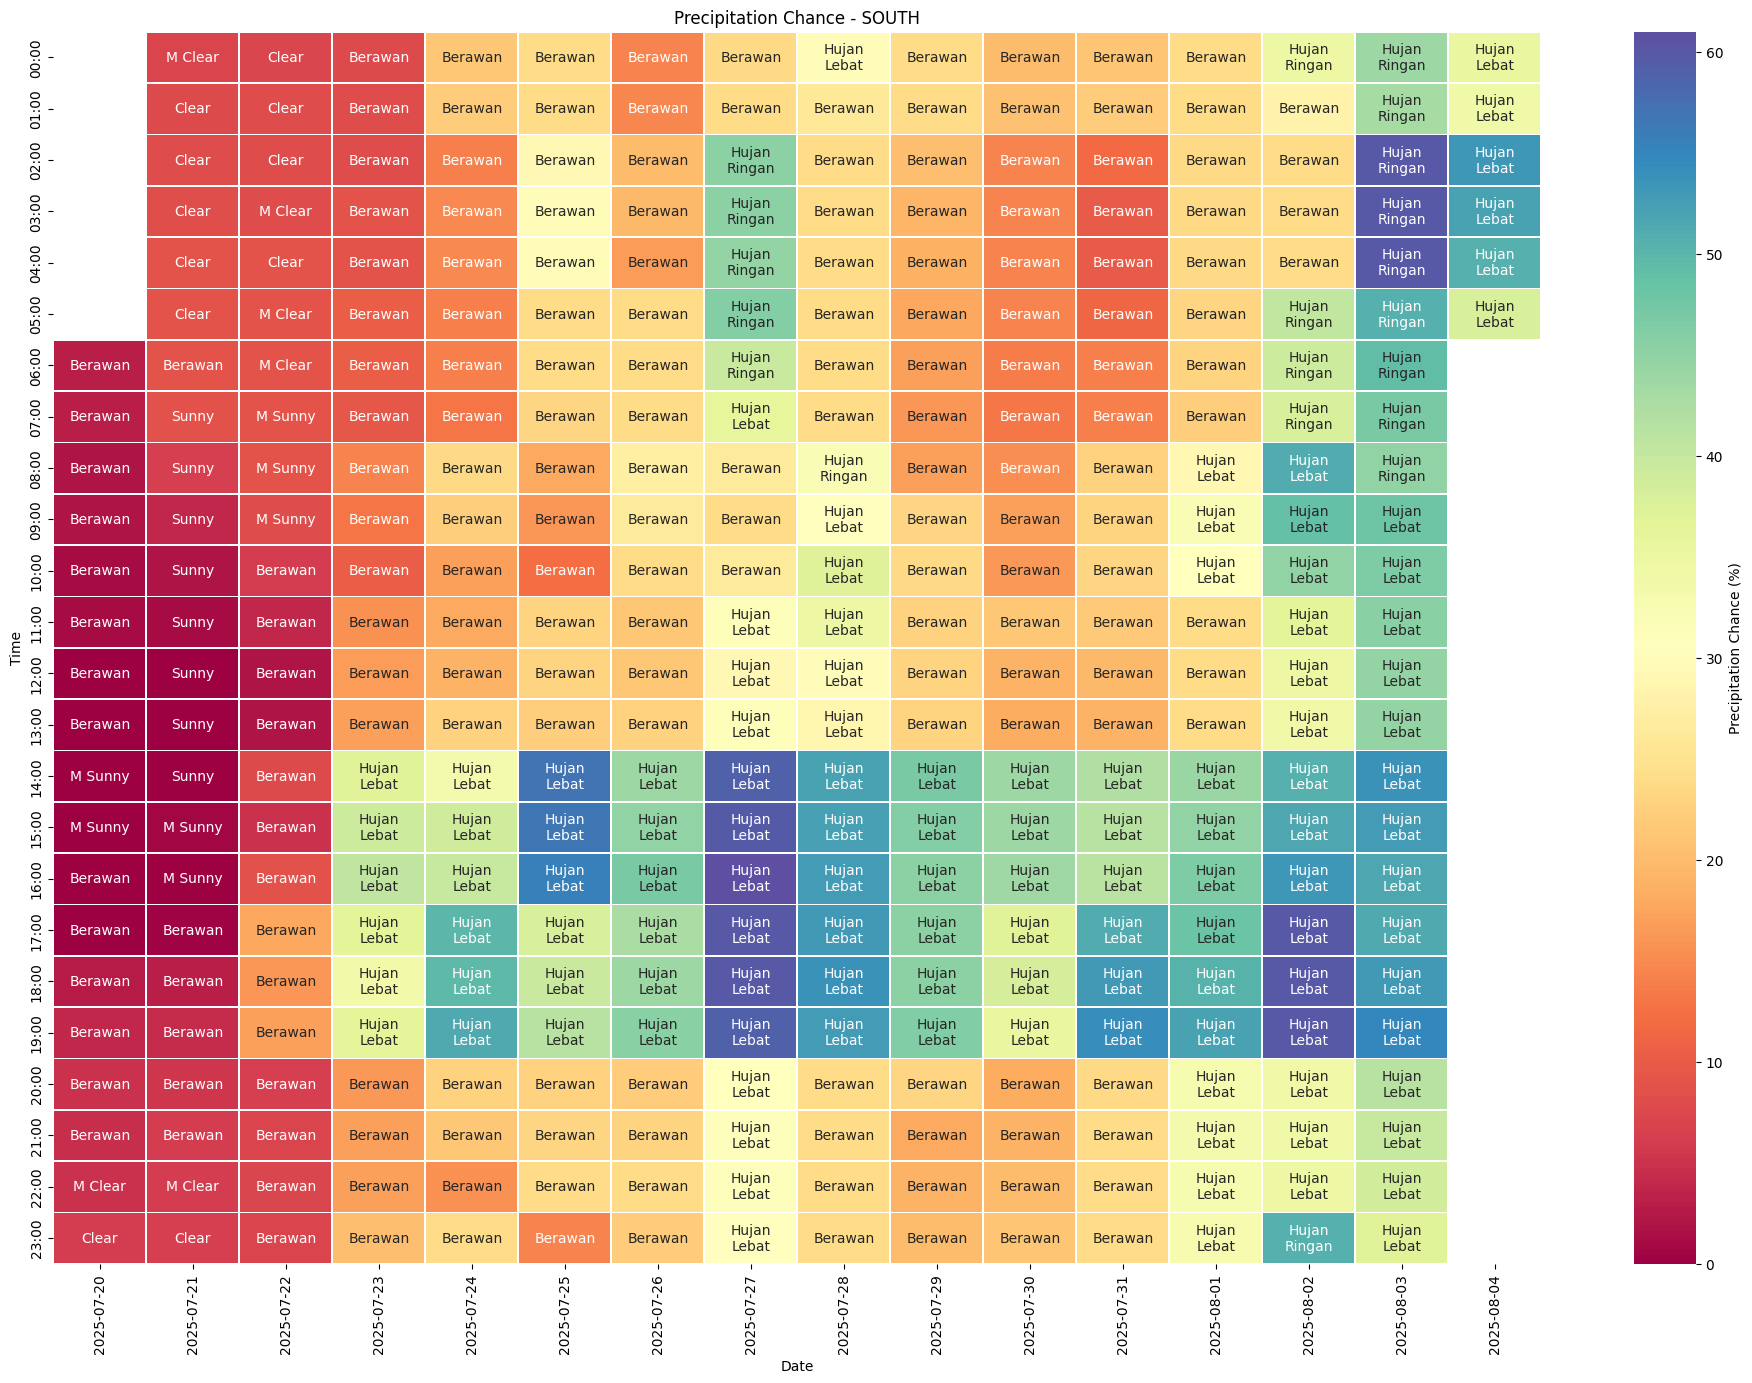 Precipitation Chance - SOUTH
00:00 M Clear Clear Berawan Berawan Berawan Berawan Berawan Hujan Lebat Berawan Berawan Berawan Berawan Hujan Ringan Hujan Ringan Hujan Lebat
01:00 Clear Clear Berawan Berawan Berawan Berawan Berawan Berawan Berawan Berawan Berawan Berawan Berawan Hujan Ringan Hujan Lebat
02:00 Clear Clear Berawan Berawan Berawan Berawan Hujan Ringan Berawan Berawan Berawan Berawan Berawan Berawan Hujan Ringan Hujan Lebat
03:00 Clear M Clear Berawan Berawan Berawan Berawan Hujan Ringan Berawan Berawan Berawan Berawan Berawan Berawan Hujan Ringan Hujan Lebat
04:00 Clear Clear Berawan Berawan Berawan Berawan Hujan Ringan Berawan Berawan Berawan Berawan Berawan Berawan Hujan Ringan Hujan Lebat
05:00 Clear M Clear Berawan Berawan Berawan Berawan Hujan Ringan Berawan Berawan Berawan Berawan Berawan Hujan Ringan Hujan Ringan Hujan Lebat
06:00 Berawan Berawan M Clear Berawan Berawan Berawan Berawan Hujan Ringan Berawan Berawan Berawan Berawan Berawan Hujan Ringan Hujan Ringan
07:00 Berawan Sunny M Sunny Berawan Berawan Berawan Berawan Hujan Lebat Berawan Berawan Berawan Berawan Berawan Hujan Ringan Hujan Ringan
08:00 Berawan Sunny M Sunny Berawan Berawan Berawan Berawan Berawan Hujan Ringan Berawan Berawan Berawan Hujan Lebat Hujan Lebat Hujan Ringan
09:00 Berawan Sunny M Sunny Berawan Berawan Berawan Berawan Berawan Hujan Lebat Berawan Berawan Berawan Hujan Lebat Hujan Lebat Hujan Lebat
10:00 Berawan Sunny Berawan Berawan Berawan Berawan Berawan Berawan Hujan Lebat Berawan Berawan Berawan Hujan Lebat Hujan Lebat Hujan Lebat
11:00 Berawan Sunny Berawan Berawan Berawan Berawan Berawan Hujan Lebat Hujan Lebat Berawan Berawan Berawan Berawan Hujan Lebat Hujan Lebat
12:00 Berawan Sunny Berawan Berawan Berawan Berawan Berawan Hujan Lebat Hujan Lebat Berawan Berawan Berawan Berawan Hujan Lebat Hujan Lebat
13:00 Berawan Sunny Berawan Berawan Berawan Berawan Berawan Hujan Lebat Hujan Lebat Berawan Berawan Berawan Berawan Hujan Lebat Hujan Lebat
14:00 M Sunny Sunny Berawan Hujan Lebat Hujan Lebat Hujan Lebat Hujan Lebat Hujan Lebat Hujan Lebat Hujan Lebat Hujan Lebat Hujan Lebat Hujan Lebat Hujan Lebat Hujan Lebat
15:00 M Sunny M Sunny Berawan Hujan Lebat Hujan Lebat Hujan Lebat Hujan Lebat Hujan Lebat Hujan Lebat Hujan Lebat Hujan Lebat Hujan Lebat Hujan Lebat Hujan Lebat Hujan Lebat
16:00 Berawan M Sunny Berawan Hujan Lebat Hujan Lebat Hujan Lebat Hujan Lebat Hujan Lebat Hujan Lebat Hujan Lebat Hujan Lebat Hujan Lebat Hujan Lebat Hujan Lebat Hujan Lebat
17:00 Berawan Berawan Berawan Hujan Lebat Hujan Lebat Hujan Lebat Hujan Lebat Hujan Lebat Hujan Lebat Hujan Lebat Hujan Lebat Hujan Lebat Hujan Lebat Hujan Lebat Hujan Lebat
18:00 Berawan Berawan Berawan Hujan Lebat Hujan Lebat Hujan Lebat Hujan Lebat Hujan Lebat Hujan Lebat Hujan Lebat Hujan Lebat Hujan Lebat Hujan Lebat Hujan Lebat Hujan Lebat
19:00 Berawan Berawan Berawan Hujan Lebat Hujan Lebat Hujan Lebat Hujan Lebat Hujan Lebat Hujan Lebat Hujan Lebat Hujan Lebat Hujan Lebat Hujan Lebat Hujan Lebat Hujan Lebat
20:00 Berawan Berawan Berawan Berawan Berawan Berawan Berawan Hujan Lebat Berawan Berawan Berawan Berawan Hujan Lebat Hujan Lebat Hujan Lebat
21:00 Berawan Berawan Berawan Berawan Berawan Berawan Berawan Hujan Lebat Berawan Berawan Berawan Berawan Hujan Lebat Hujan Lebat Hujan Lebat
22:00 M Clear M Clear Berawan Berawan Berawan Berawan Berawan Hujan Lebat Berawan Berawan Berawan Berawan Hujan Lebat Hujan Lebat Hujan Lebat
23:00 Clear Clear Berawan Berawan Berawan Berawan Berawan Hujan Lebat Berawan Berawan Berawan Berawan Hujan Lebat Hujan Ringan Hujan Lebat
Time
2025-07-20 2025-07-21 2025-07-22 2025-07-23 2025-07-24 2025-07-25 2025-07-26 2025-07-27 2025-07-28 2025-07-29 2025-07-30 2025-07-31 2025-08-01 2025-08-02 2025-08-03 2025-08-04
Date
60
50
40
30
20
10
0
Precipitation Chance (%)